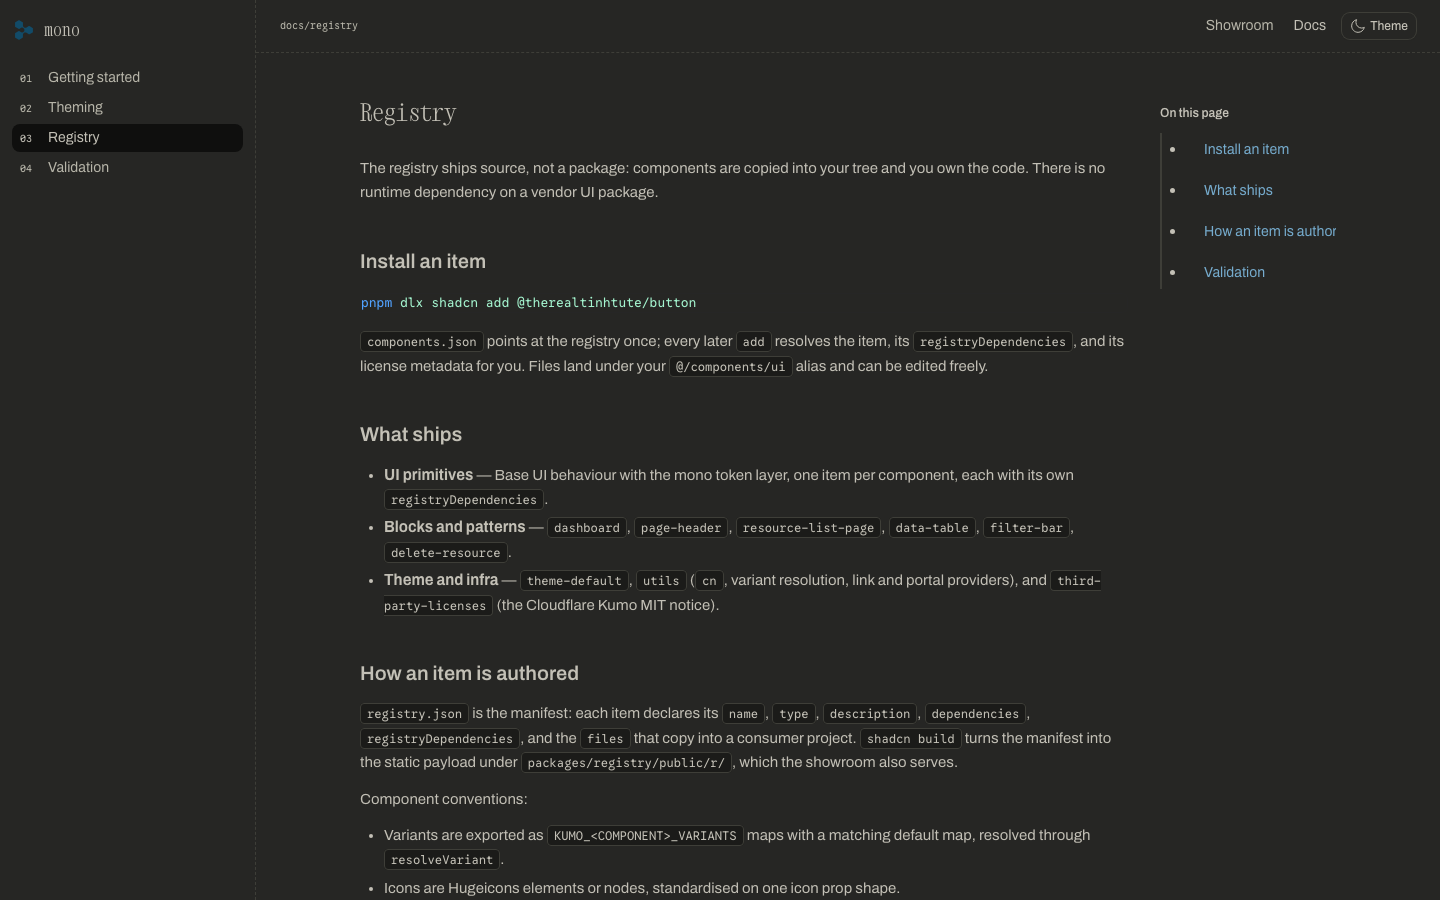 mono
docs/registry
Showroom
Docs
Theme
01 Getting started
02 Theming
03 Registry
04 Validation
Registry
The registry ships source, not a package: components are copied into your tree and you own the code. There is no
runtime dependency on a vendor UI package.
Install an item
pnpm dlx shadcn add @therealtinhtute/button
components.json points at the registry once; every later add resolves the item, its registryDependencies, and its
license metadata for you. Files land under your @/components/ui alias and can be edited freely.
What ships
• UI primitives — Base UI behaviour with the mono token layer, one item per component, each with its own
registryDependencies.
• Blocks and patterns — dashboard, page-header, resource-list-page, data-table, filter-bar,
delete-resource.
• Theme and infra — theme-default, utils (cn, variant resolution, link and portal providers), and third-
party-licenses (the Cloudflare Kumo MIT notice).
How an item is authored
registry.json is the manifest: each item declares its name, type, description, dependencies,
registryDependencies, and the files that copy into a consumer project. shadcn build turns the manifest into
the static payload under packages/registry/public/r/, which the showroom also serves.
Component conventions:
• Variants are exported as KUMO_<COMPONENT>_VARIANTS maps with a matching default map, resolved through
resolveVariant.
• Icons are Hugeicons elements or nodes, standardised on one icon prop shape.
On this page
• Install an item
• What ships
• How an item is author
• Validation